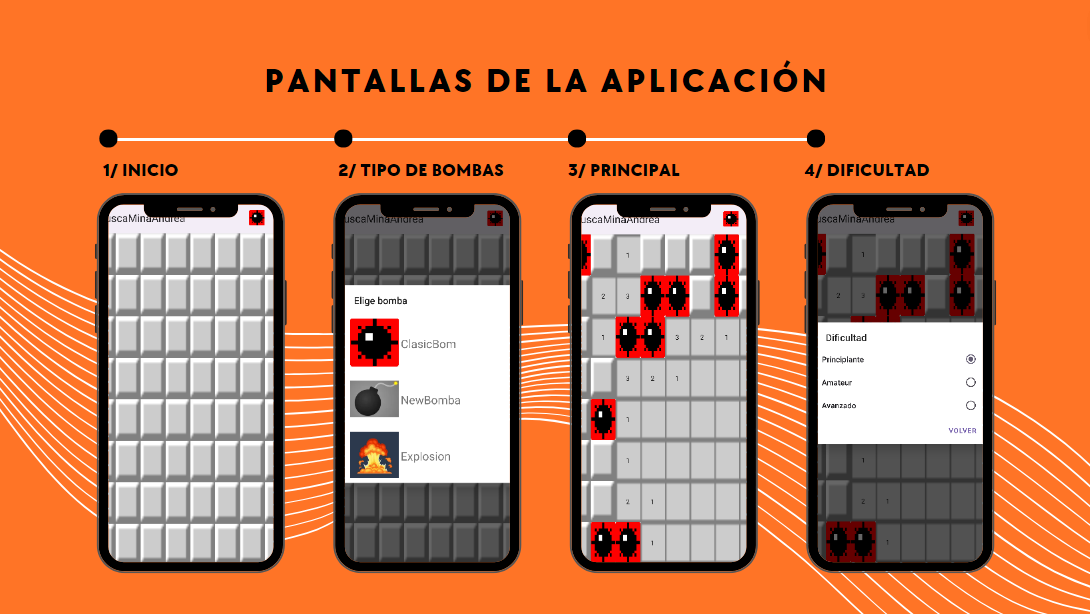 PANTALLAS DE LA APLICACIÓN
1/ INICIO
2/ TIPO DE BOMBAS
3/ PRINCIPAL
4/ DIFICULTAD
uscaMinaAndrea
uscaMinaAndrea
Elige bomba
ClasicBom
NewBomba
Explosion
uscaMinaAndrea
1
2 3
1 3 2 1
3 2 1
1
1
2 1
1
uscaMinaAndrea
1
2 3
Dificultad
Principiante
Amateur
Avanzado
VOLVER
1
2 1
1